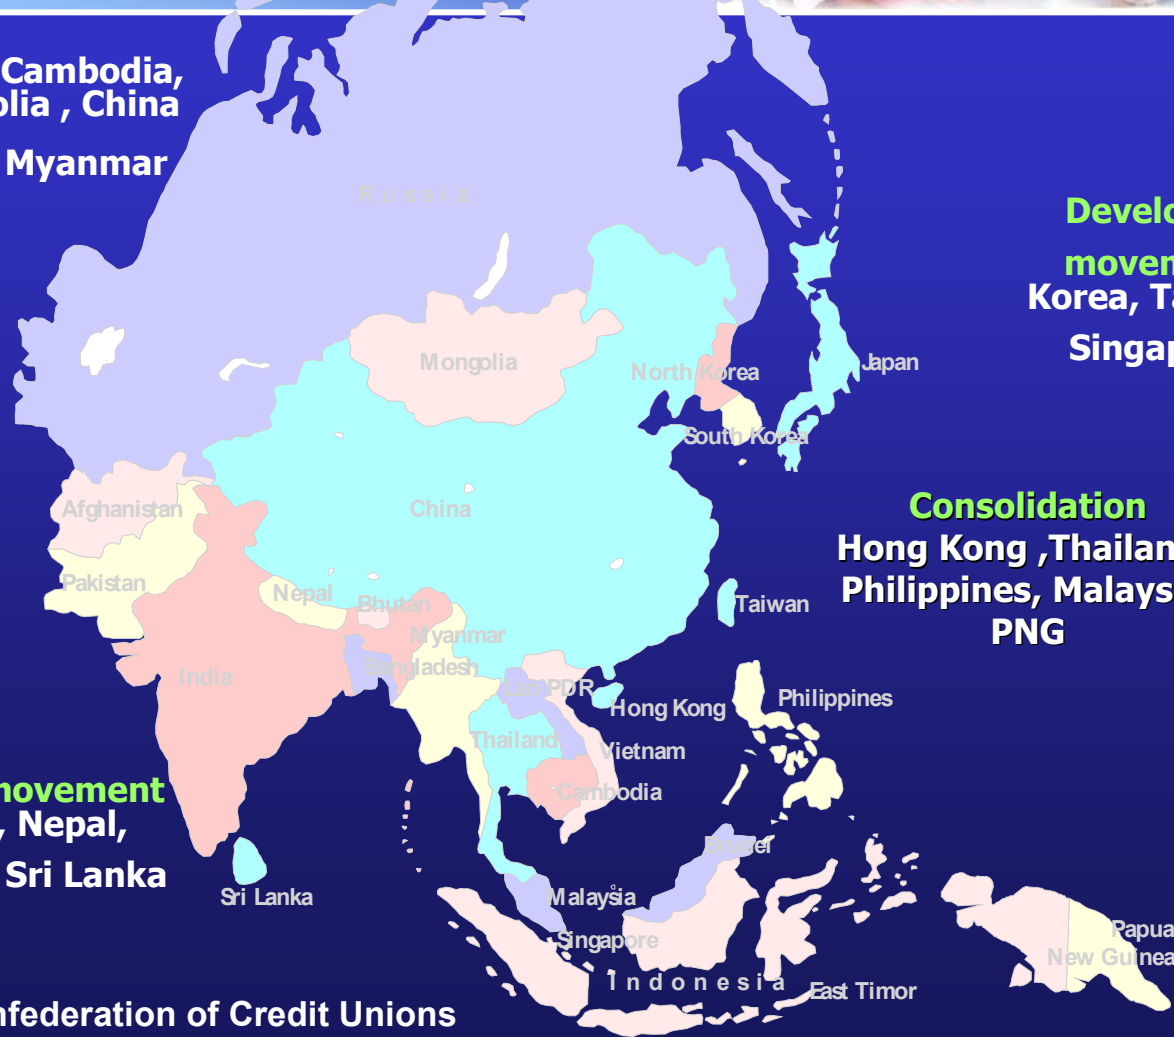 Cambodia,
olia , China
Myanmar
Russia
Develo
movem
Korea, Ta
Singap
Mongolia
North Korea
Japan
South Korea
Afghanistan
China
Consolidation
Hong Kong ,Thailan
Philippines, Malays
PNG
Pakistan
Nepal
Bhutan
Taiwan
Myanmar
Bangladesh
India
Lao PDR
Hong Kong
Philippines
Thailand
Vietnam
Cambodia
movement
, Nepal,
Sri Lanka
Brunei
Sri Lanka
Malaysia
Singapore
Papua
New Guinea
Indonesia
East Timor
nfederation of Credit Unions